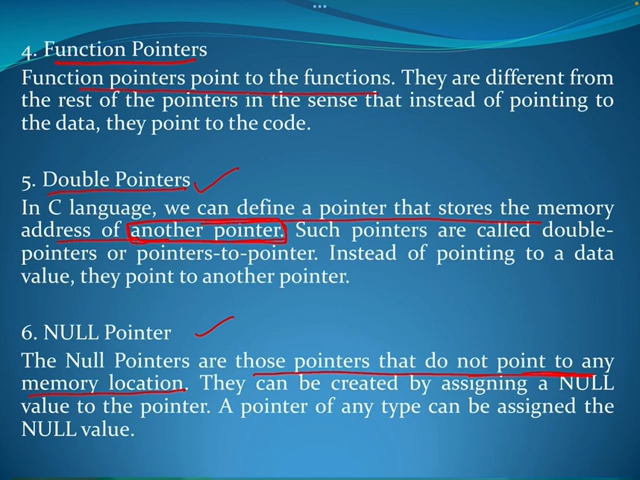 4. Function Pointers
Function pointers point to the functions. They are different from
the rest of the pointers in the sense that instead of pointing to
the data, they point to the code.
5. Double Pointers
In C language, we can define a pointer that stores the memory
address of another pointer. Such pointers are called double-
pointers or pointers-to-pointer. Instead of pointing to a data
value, they point to another pointer.
6. NULL Pointer
The Null Pointers are those pointers that do not point to any
memory location. They can be created by assigning a NULL
value to the pointer. A pointer of any type can be assigned the
NULL value.